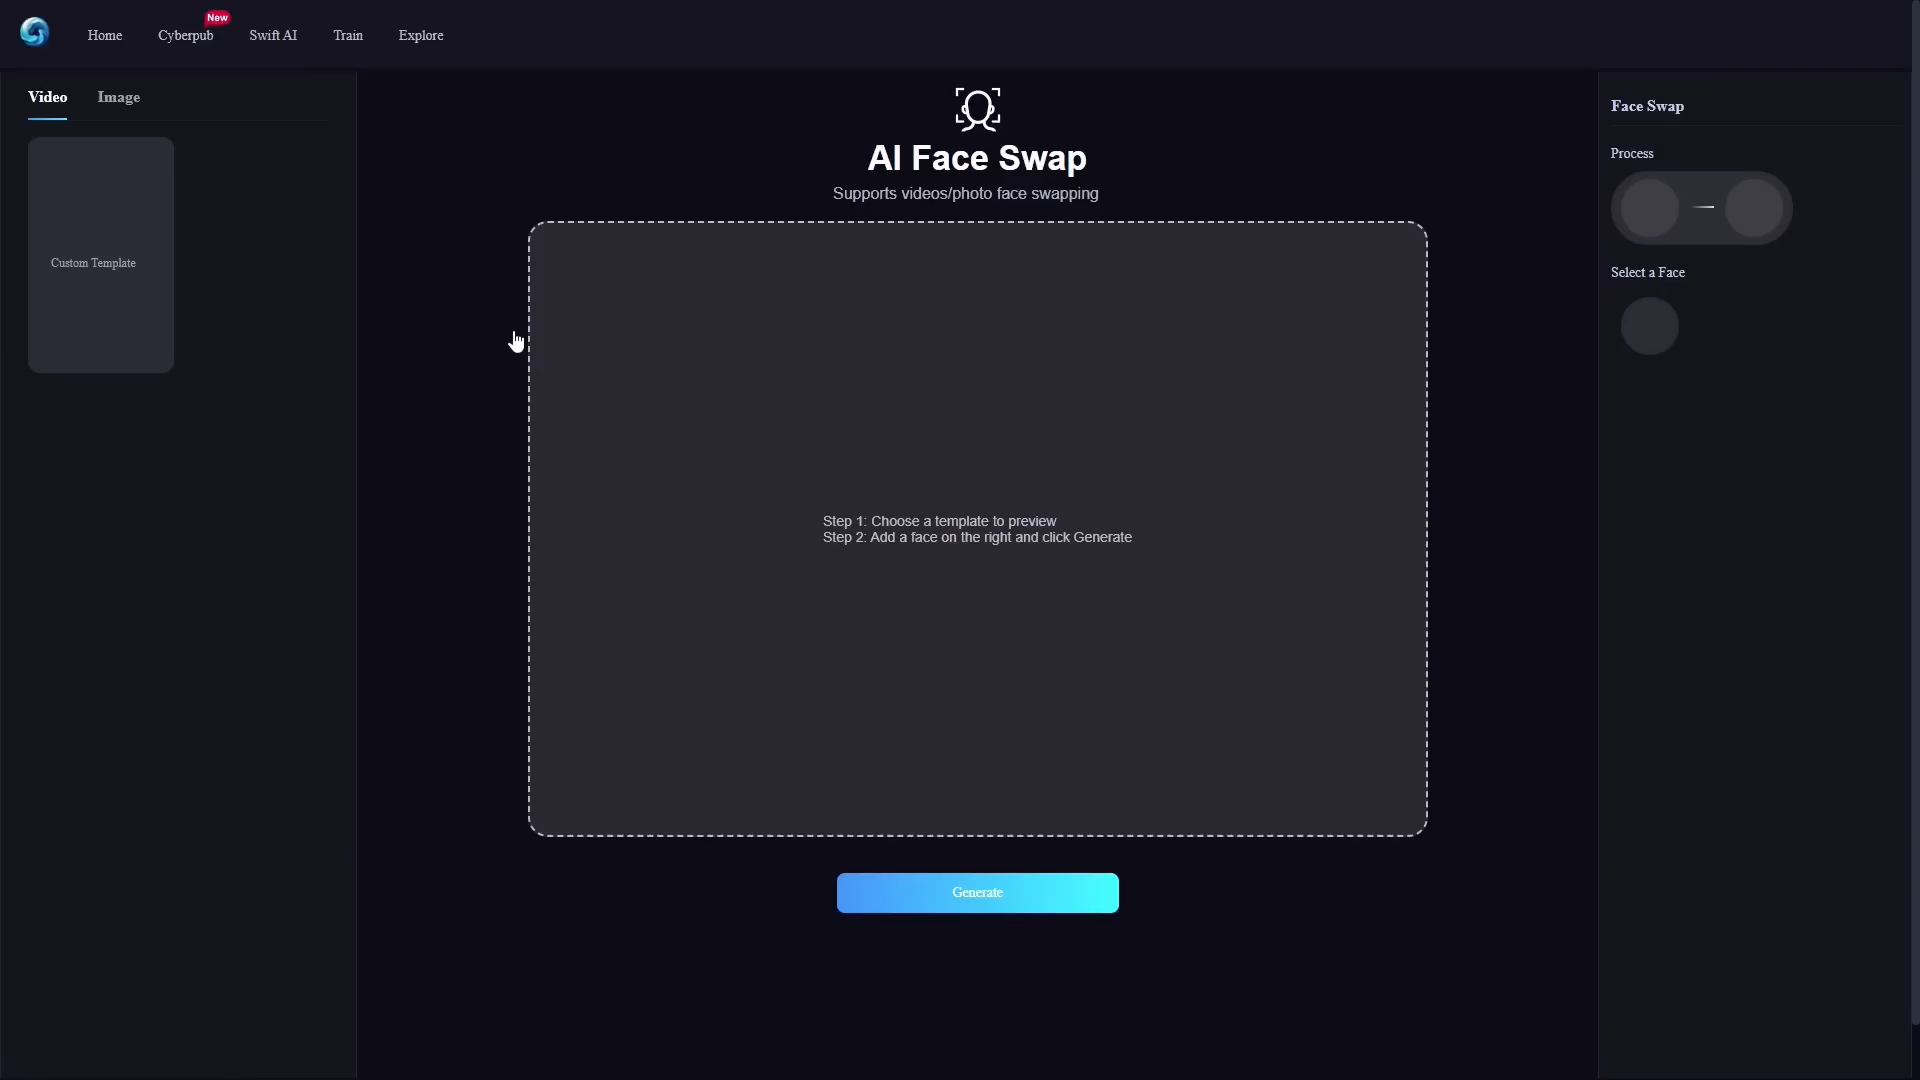 New
Home
Cyberpub
Swift AI
Train
Explore
Video
Image
Custom Template
AI Face Swap
Supports videos/photo face swapping
Step 1: Choose a template to preview
Step 2: Add a face on the right and click Generate
Generate
Face Swap
Process
Select a Face